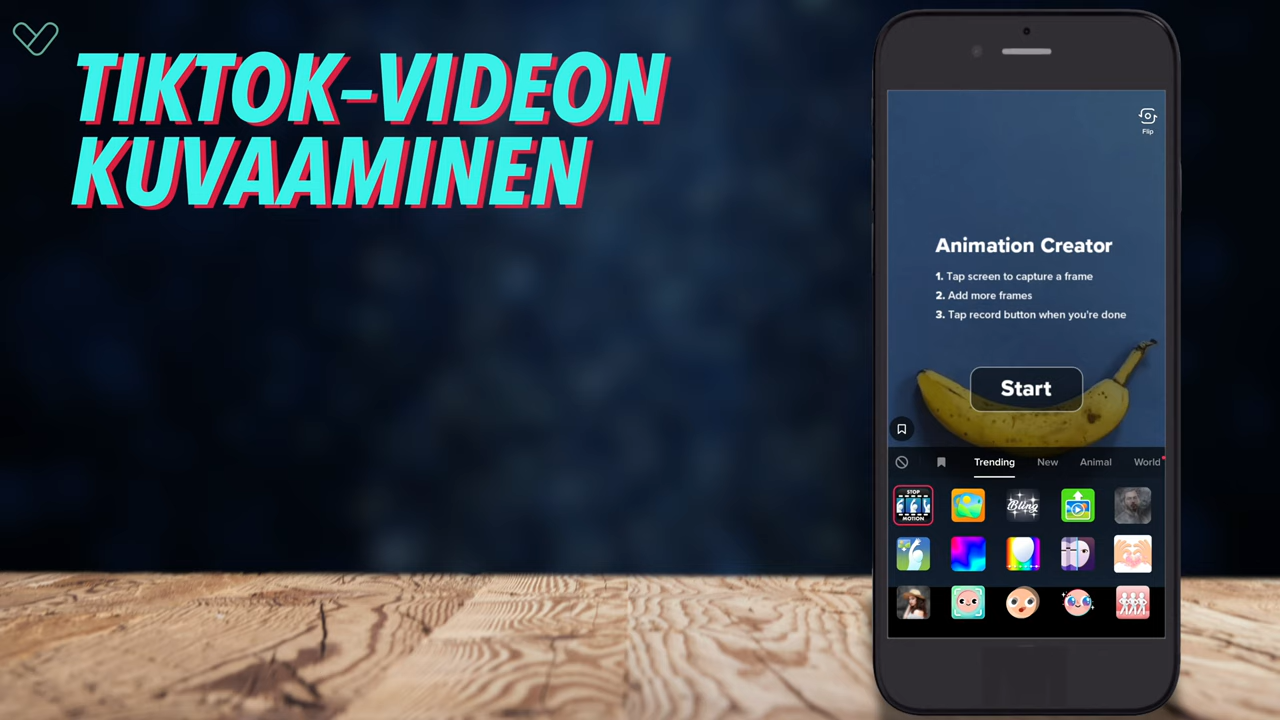 TIKTOK-VIDEON
KUVAAMINEN
Flip
Animation Creator
1. Tap screen to capture a frame
2. Add more frames
3. Tap record button when you're done
Start
Trending New Animal World
STOP
MOTION
Bling